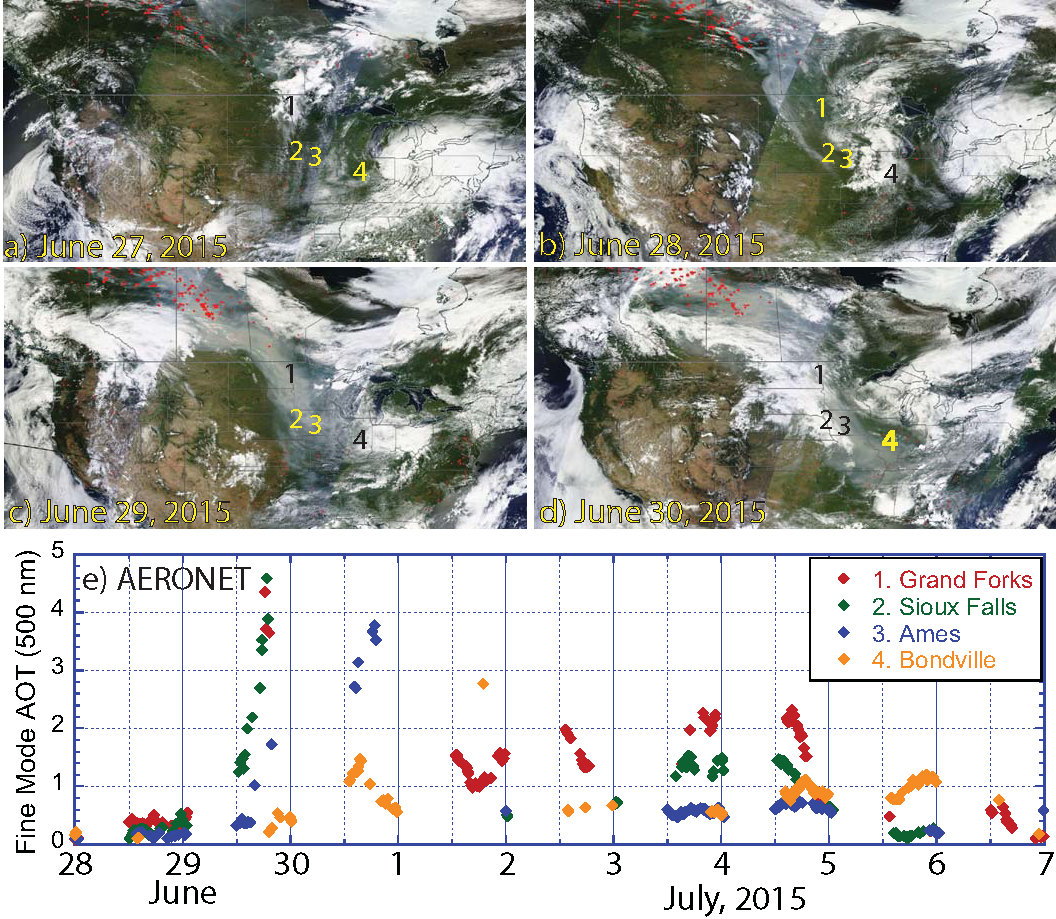 1
2 3
4
a) June 27, 2015
1
2 3
4
b) June 28, 2015
1
2 3
4
c) June 29, 2015
1
2 3
4
d) June 30, 2015
e) AERONET
1. Grand Forks
2. Sioux Falls
3. Ames
4. Bondville
Fine Mode AOT (500 nm)
5
4
3
2
1
0
28 29 30 1 2 3 4 5 6 7
June July, 2015